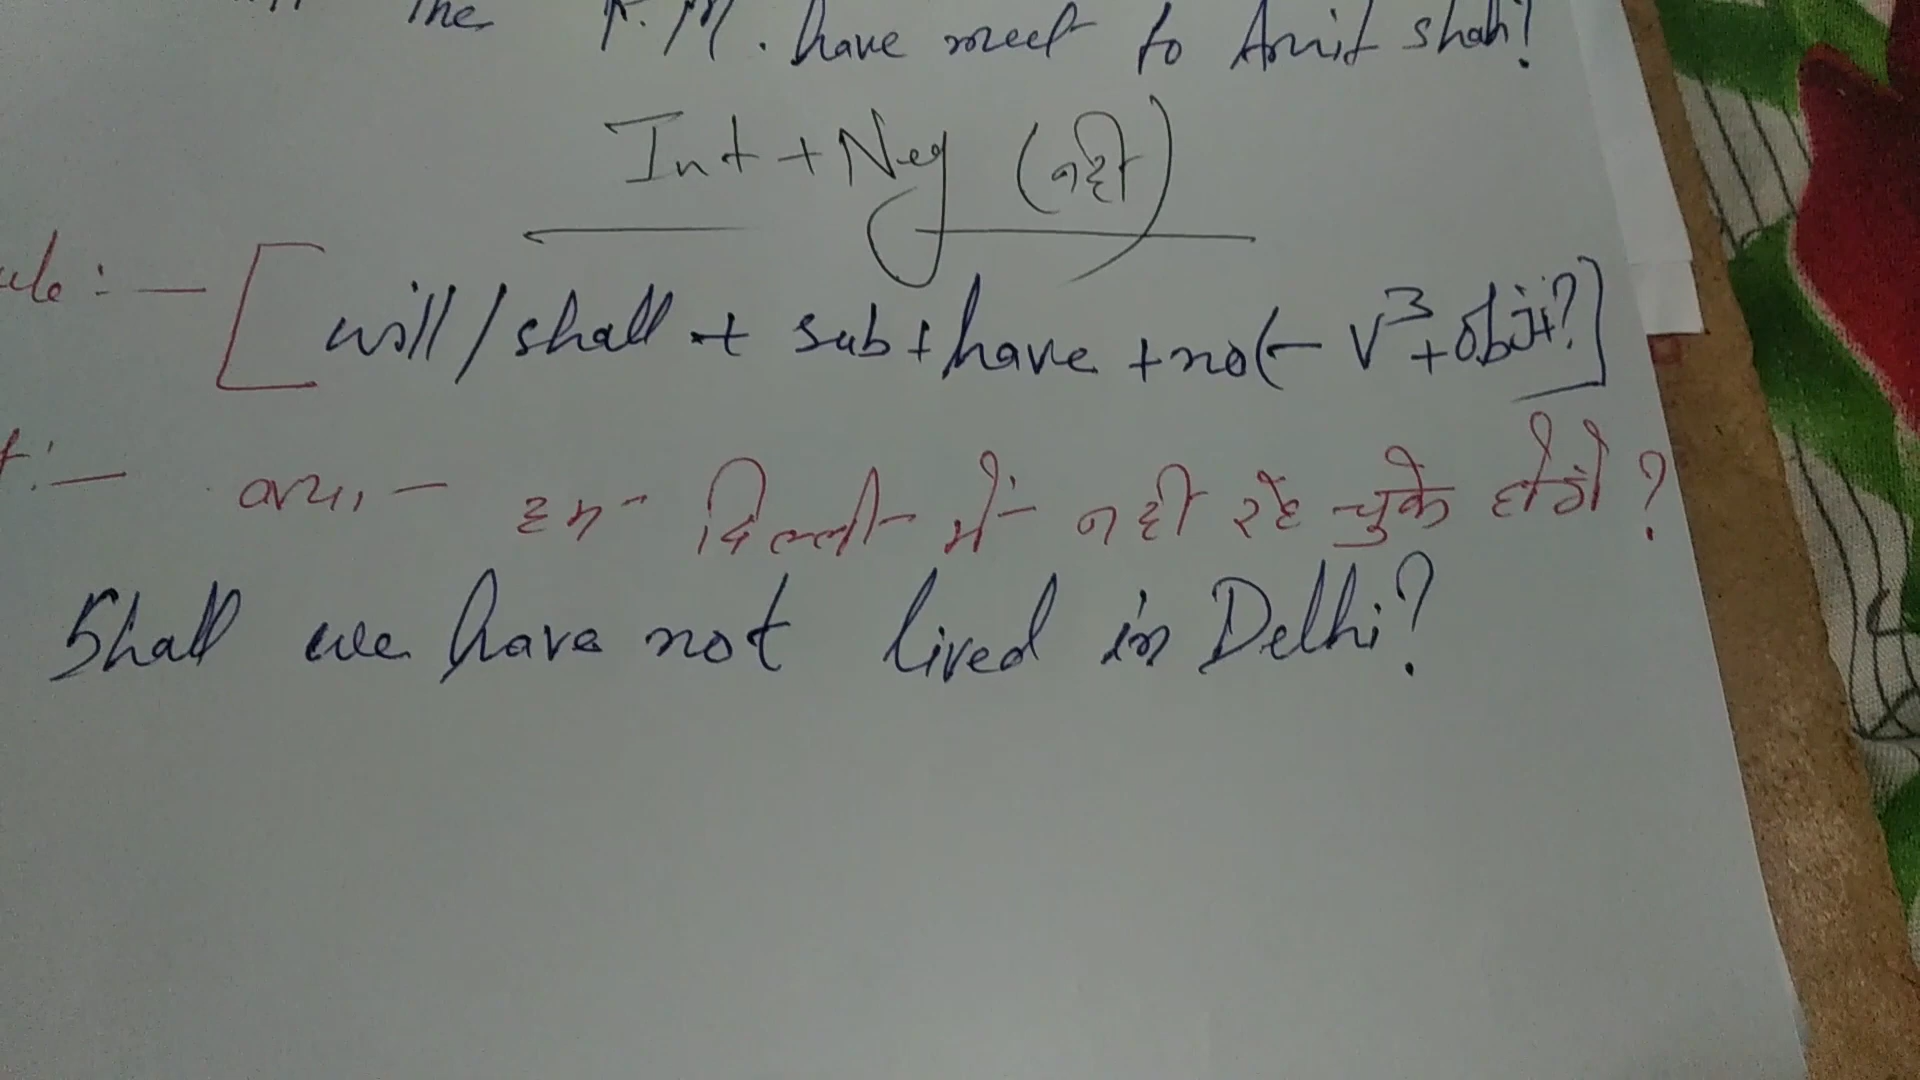 The P.M. have meet to Amit shah?
Int + Neg (नही)
Rule :- [will/shall + sub + have + not - V3 + obj+?]
क्या - हम - दिल्ली में - नही रहे चुके होगे ?
Shall we have not lived in Delhi?